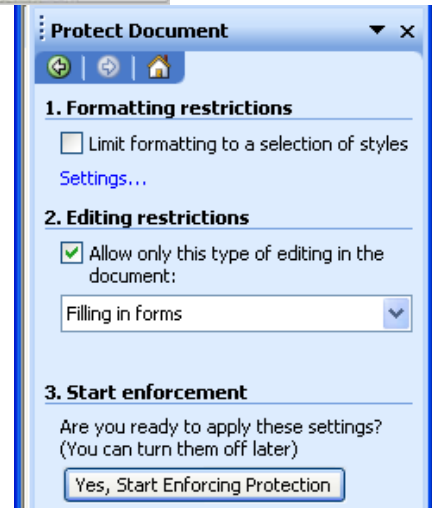 Protect Document
1. Formatting restrictions
Limit formatting to a selection of styles
Settings...
2. Editing restrictions
Allow only this type of editing in the
document:
Filling in forms
3. Start enforcement
Are you ready to apply these settings?
(You can turn them off later)
Yes, Start Enforcing Protection